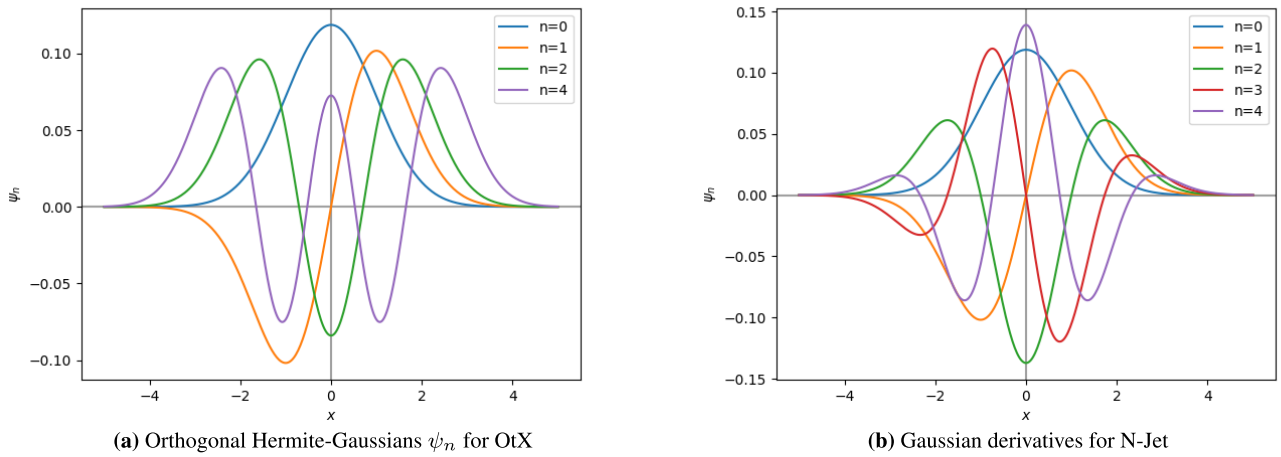 0.10
0.05
0.00
−0.05
−0.10
ψn
−4 −2 0 2 4
x
n=0
n=1
n=2
n=4
(a) Orthogonal Hermite-Gaussians ψn for OtX
0.15
0.10
0.05
0.00
−0.05
−0.10
−0.15
ψn
−4 −2 0 2 4
x
n=0
n=1
n=2
n=3
n=4
(b) Gaussian derivatives for N-Jet